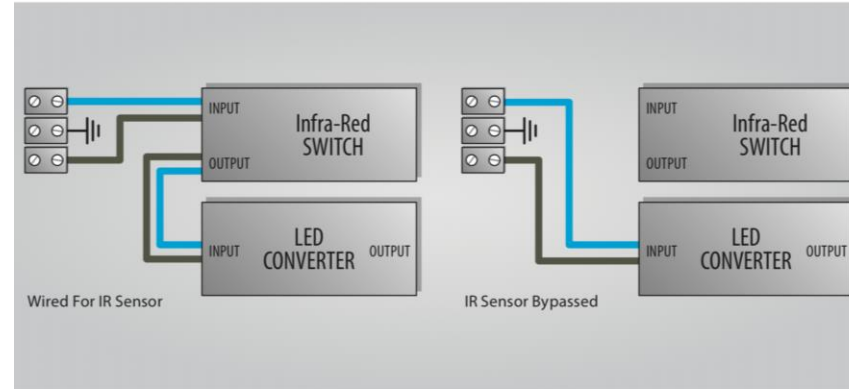 INPUT
Infra-Red
SWITCH
OUTPUT
INPUT
LED
CONVERTER
OUTPUT
Wired For IR Sensor
INPUT
Infra-Red
SWITCH
OUTPUT
INPUT
LED
CONVERTER
OUTPUT
IR Sensor Bypassed